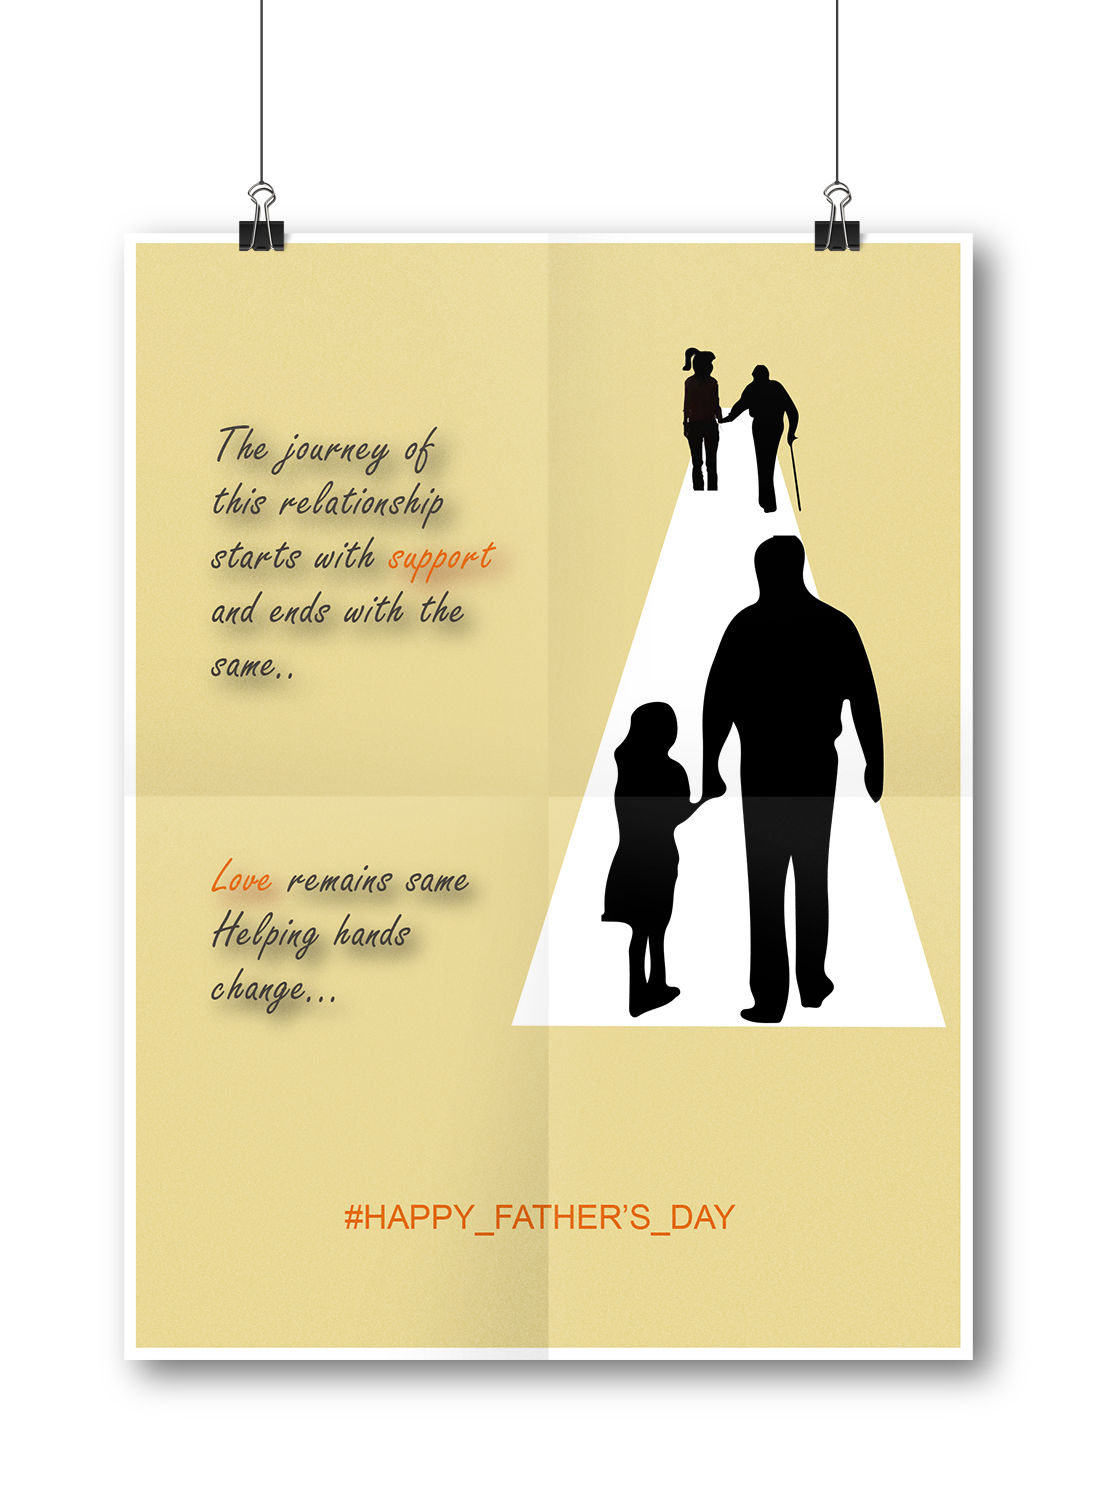 The journey of
this relationship
starts with support
and ends with the
same..
Love remains same
Helping hands
change...
#HAPPY_FATHER’S_DAY